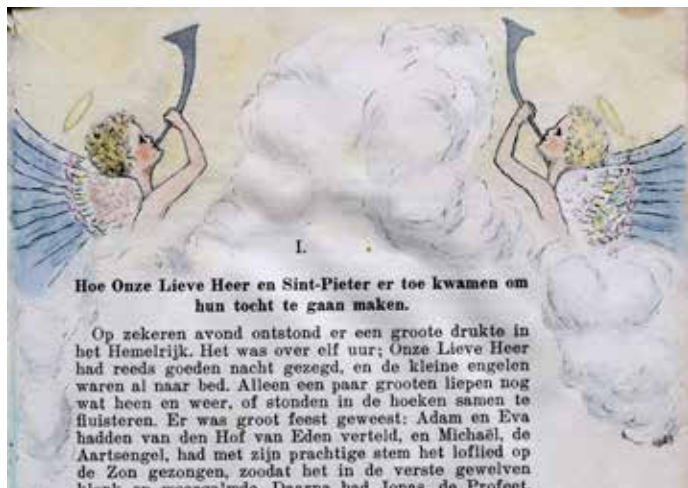 I.
Hoe Onze Lieve Heer en Sint-Pieter er toe kwamen om
hun tocht te gaan maken.
Op zekeren avond ontstond er een groote drukte in
het Hemelrijk. Het was over elf uur; Onze Lieve Heer
had reeds goeden nacht gezegd, en de kleine engelen
waren al naar bed. Alleen een paar grooten liepen nog
wat heen en weer, of stonden in de hoeken samen te
fluisteren. Er was groot feest geweest: Adam en Eva
hadden van den Hof van Eden verteld, en Michaël, de
Aartsengel, had met zijn prachtige stem het loflied op
de Zon gezongen, zoodat het in de verste gewelven
Daarna had Jonas, de Profeet,